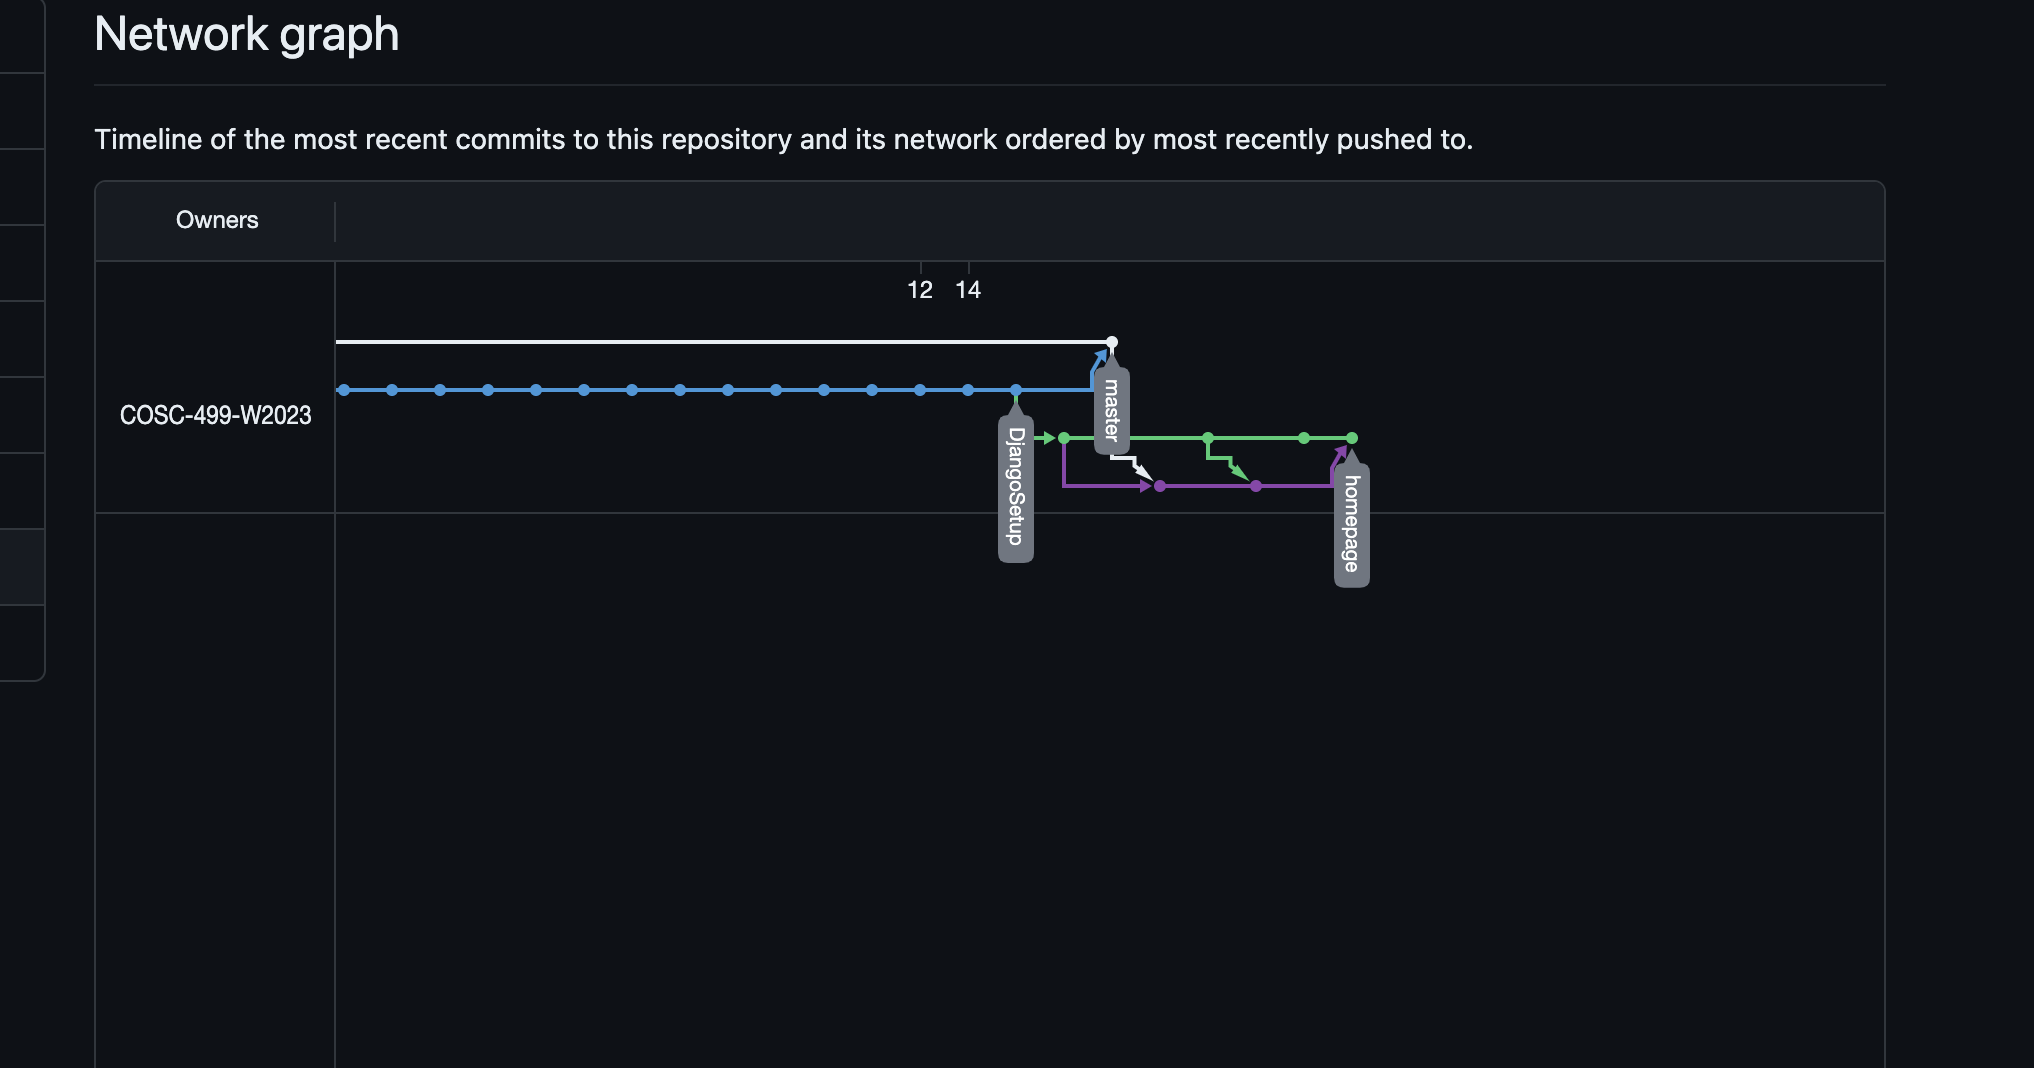 Network graph
Timeline of the most recent commits to this repository and its network ordered by most recently pushed to.
Owners
12 14
COSC-499-W2023
master
DjangoSetup
homepage